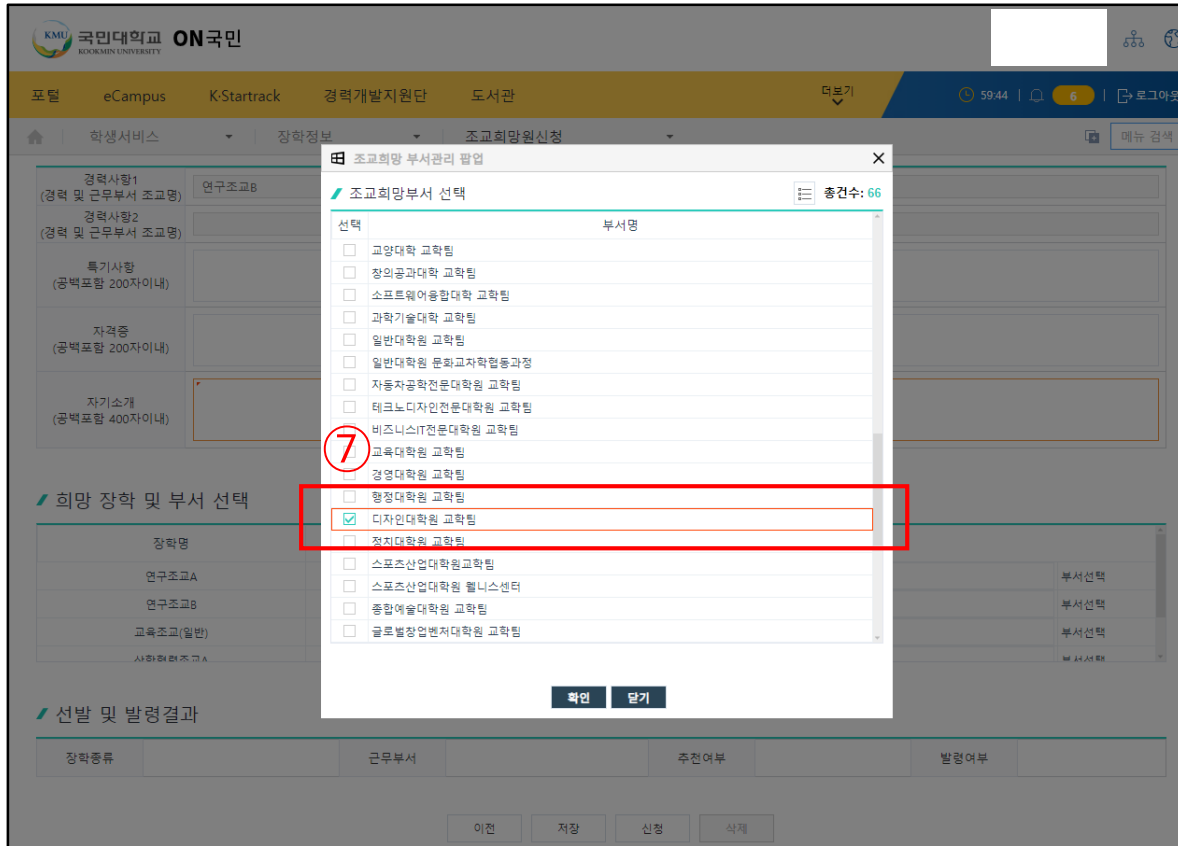 KMU 국민대학교 ON국민
KOOKMIN UNIVERSITY
포털 eCampus K·Startrack 경력개발지원단 도서관 더보기 59:44 | 6 | 로그아웃
학생서비스 장학정보 조교희망원신청 메뉴 검색
조교희망 부서관리 팝업
조교희망부서 선택 총건수: 66
선택 부서명
교양대학 교학팀
창의공과대학 교학팀
소프트웨어융합대학 교학팀
과학기술대학 교학팀
일반대학원 교학팀
일반대학원 문화교차학협동과정
자동차공학전문대학원 교학팀
테크노디자인전문대학원 교학팀
비즈니스IT전문대학원 교학팀
⑦ 교육대학원 교학팀
경영대학원 교학팀
행정대학원 교학팀
디자인대학원 교학팀
정치대학원 교학팀
스포츠산업대학원교학팀
스포츠산업대학원 웰니스센터
종합예술대학원 교학팀
글로벌창업벤처대학원 교학팀
확인 닫기
경력사항1
(경력 및 근무부서 조교명) 연구조교B
경력사항2
(경력 및 근무부서 조교명)
특기사항
(공백포함 200자이내)
자격증
(공백포함 200자이내)
자기소개
(공백포함 400자이내)
희망 장학 및 부서 선택
장학명
연구조교A 부서선택
연구조교B 부서선택
교육조교(일반) 부서선택
산학협력조교A 부서선택
선발 및 발령결과
장학종류 근무부서 추천여부 발령여부
이전 저장 신청 삭제